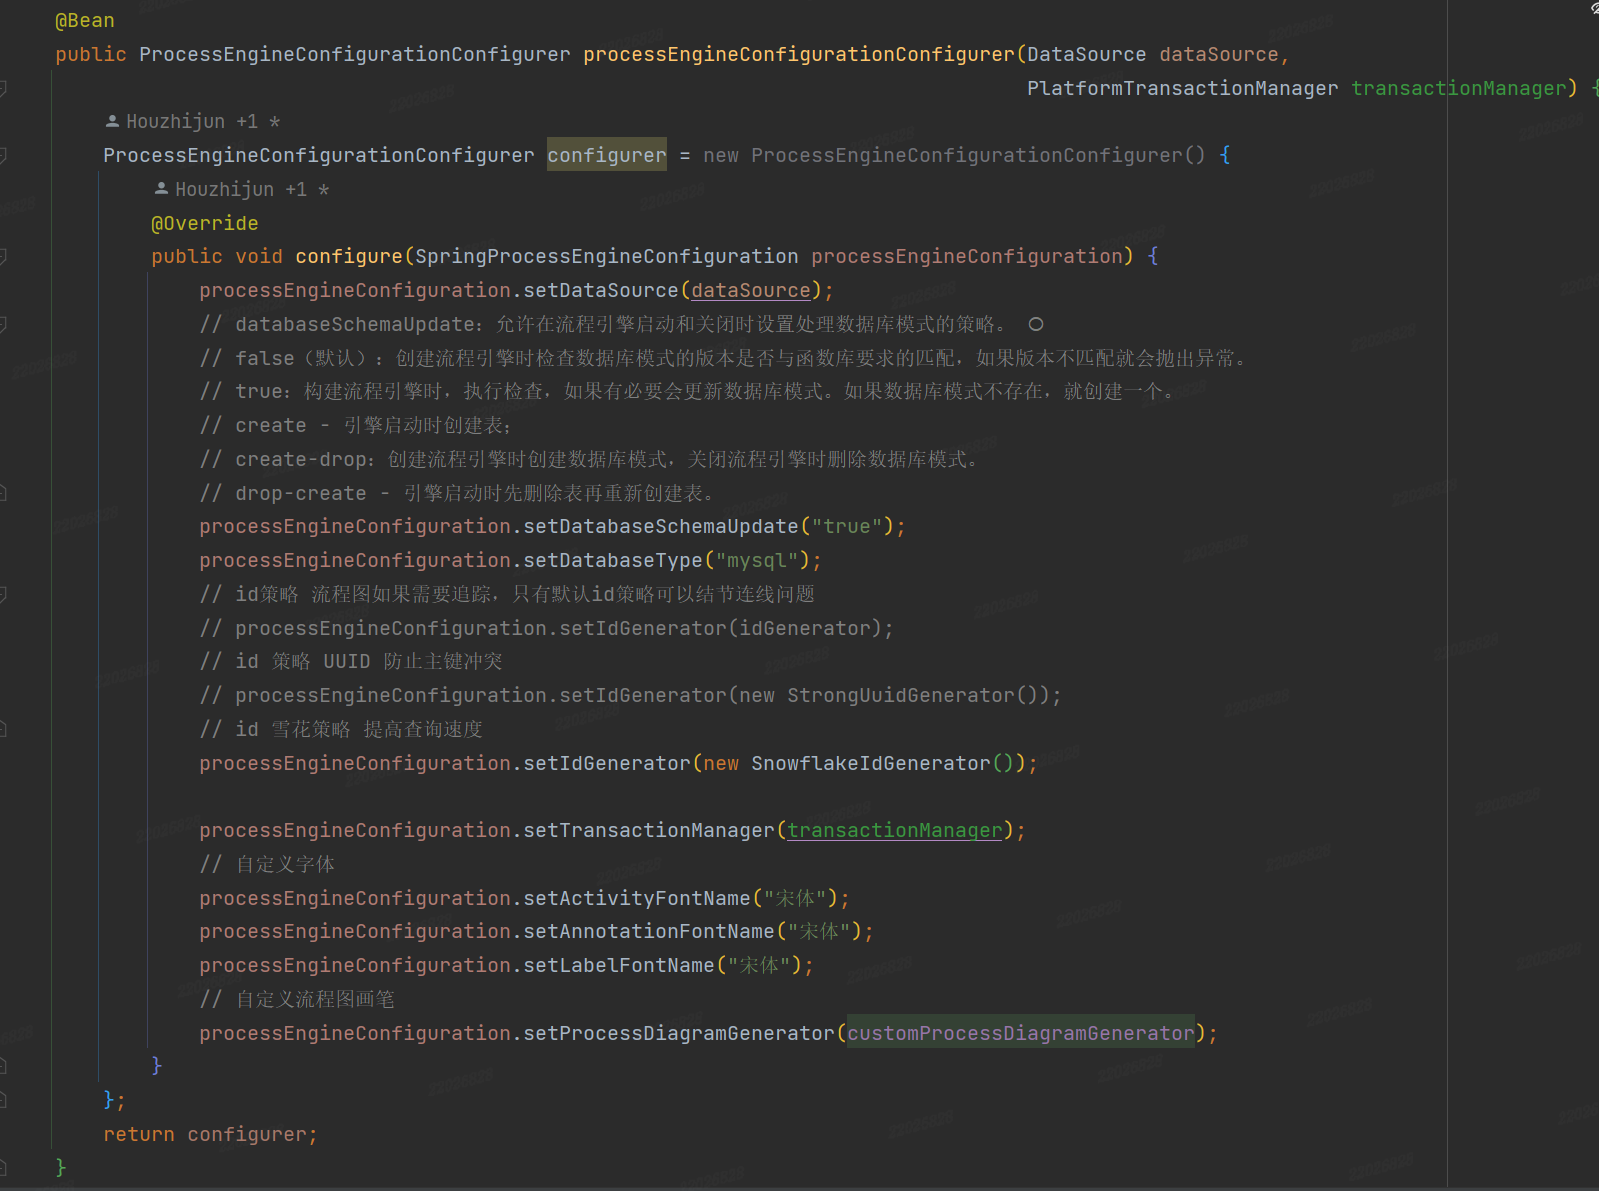 @Bean
public ProcessEngineConfigurationConfigurer processEngineConfigurationConfigurer(DataSource dataSource,
PlatformTransactionManager transactionManager) {
Houzhijun +1 *
ProcessEngineConfigurationConfigurer configurer = new ProcessEngineConfigurationConfigurer() {
Houzhijun +1 *
@Override
public void configure(SpringProcessEngineConfiguration processEngineConfiguration) {
processEngineConfiguration.setDataSource(dataSource);
// databaseSchemaUpdate：允许在流程引擎启动和关闭时设置处理数据库模式的策略。
// false（默认）：创建流程引擎时检查数据库模式的版本是否与函数库要求的匹配，如果版本不匹配就会抛出异常。
// true：构建流程引擎时，执行检查，如果有必要会更新数据库模式。如果数据库模式不存在，就创建一个。
// create - 引擎启动时创建表；
// create-drop：创建流程引擎时创建数据库模式，关闭流程引擎时删除数据库模式。
// drop-create - 引擎启动时先删除表再重新创建表。
processEngineConfiguration.setDatabaseSchemaUpdate("true");
processEngineConfiguration.setDatabaseType("mysql");
// id策略 流程图如果需要追踪，只有默认id策略可以结节连线问题
// processEngineConfiguration.setIdGenerator(idGenerator);
// id 策略 UUID 防止主键冲突
// processEngineConfiguration.setIdGenerator(new StrongUuidGenerator());
// id 雪花策略 提高查询速度
processEngineConfiguration.setIdGenerator(new SnowflakeIdGenerator());
processEngineConfiguration.setTransactionManager(transactionManager);
// 自定义字体
processEngineConfiguration.setActivityFontName("宋体");
processEngineConfiguration.setAnnotationFontName("宋体");
processEngineConfiguration.setLabelFontName("宋体");
// 自定义流程图画笔
processEngineConfiguration.setProcessDiagramGenerator(customProcessDiagramGenerator);
}
};
return configurer;
}